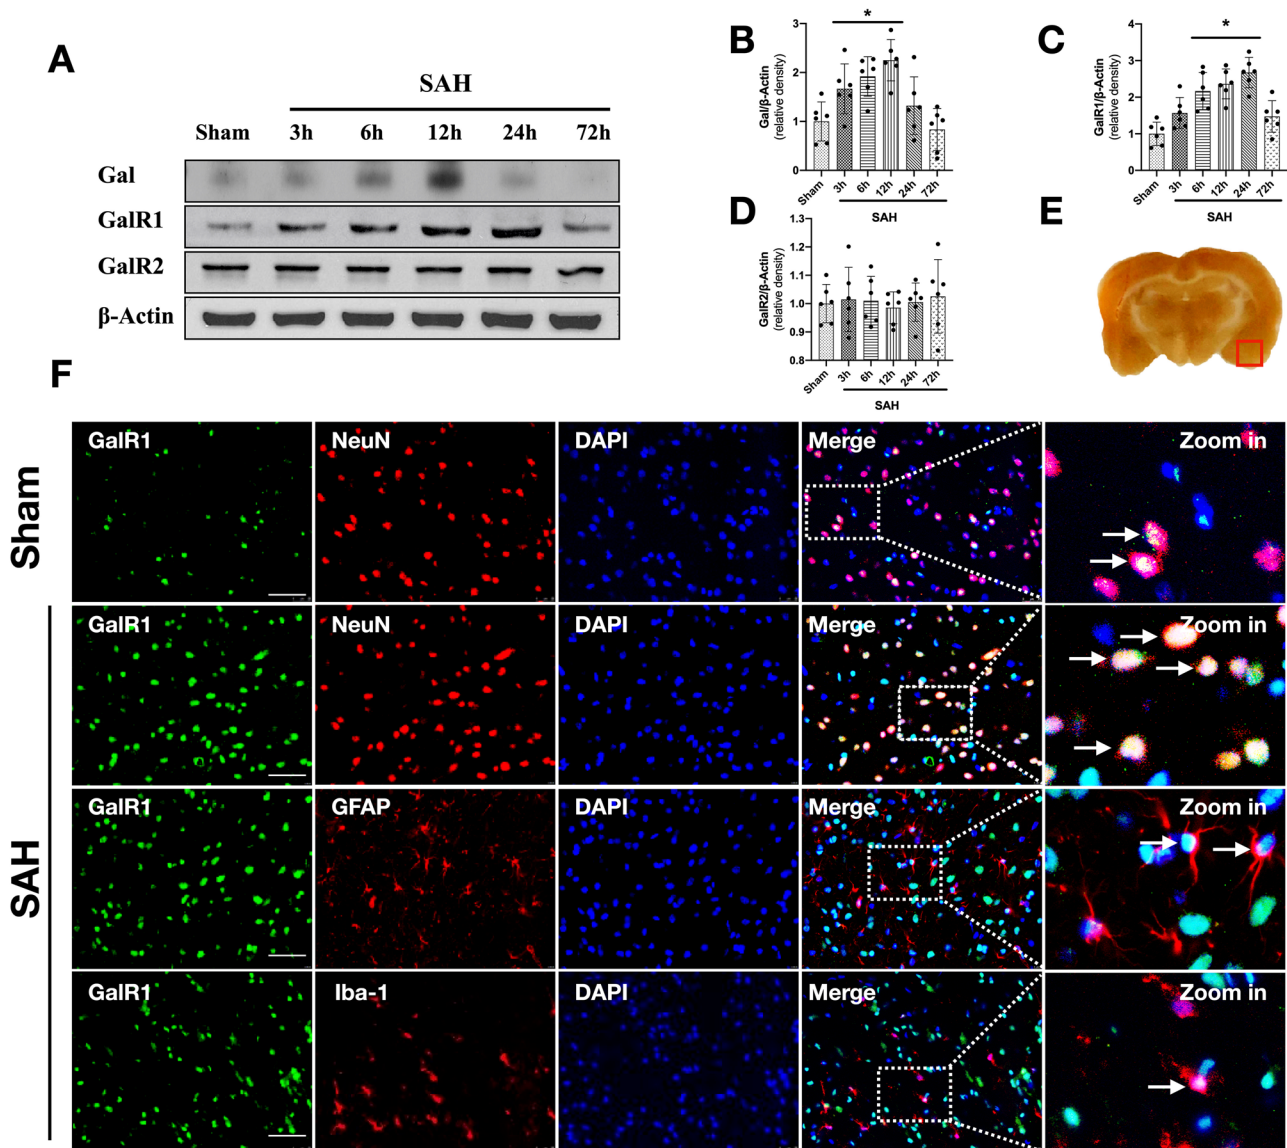 A
SAH
Sham 3h 6h 12h 24h 72h
Gal
GalR1
GalR2
β-Actin
B
Gal/β-Actin
(relative density)
3
2
1
0
*
Sham 3h 6h 12h 24h 72h
SAH
C
GalR1/β-Actin
(relative density)
4
3
2
1
0
*
Sham 3h 6h 12h 24h 72h
SAH
D
GalR2/β-Actin
(relative density)
1.3
1.2
1.1
1.0
0.9
0.8
Sham 3h 6h 12h 24h 72h
SAH
E
F
Sham
GalR1 NeuN DAPI Merge Zoom in
SAH
GalR1 NeuN DAPI Merge Zoom in
GalR1 GFAP DAPI Merge Zoom in
GalR1 Iba-1 DAPI Merge Zoom in